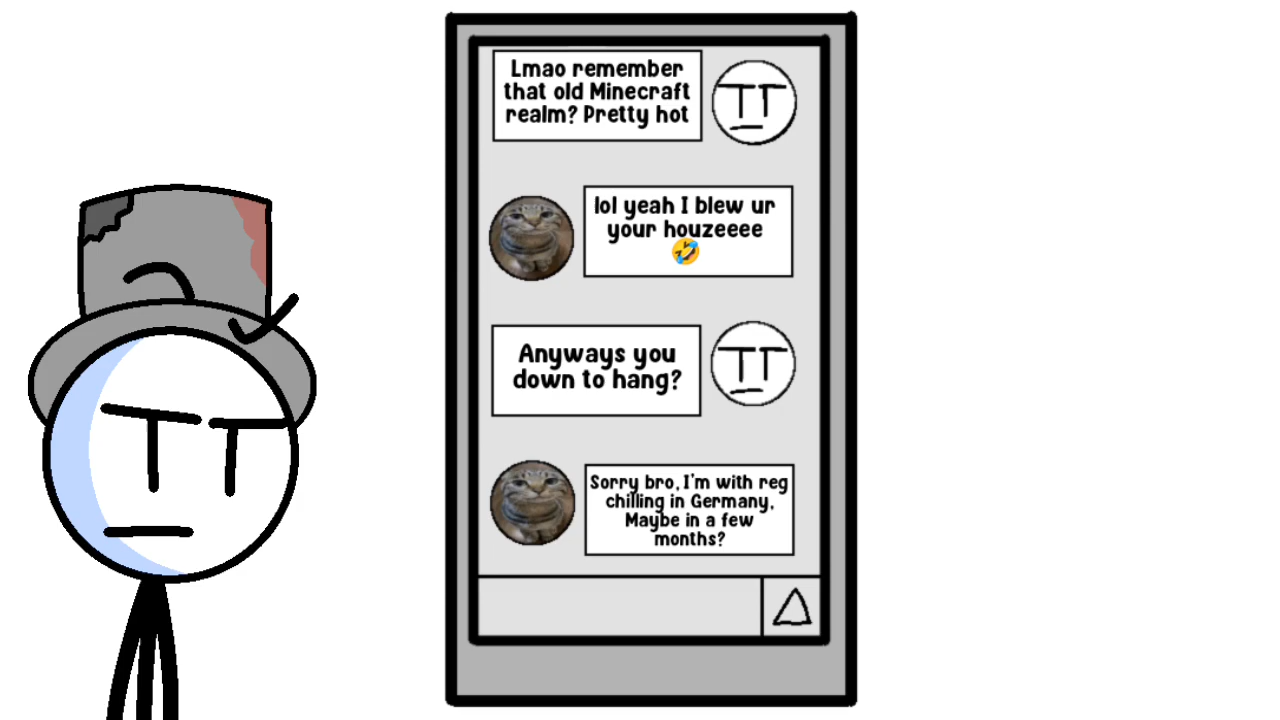 Lmao remember
that old Minecraft
realm? Pretty hot
lol yeah I blew ur
your houzeeee
🤣
Anyways you
down to hang?
Sorry bro, I'm with reg
chilling in Germany,
Maybe in a few
months?